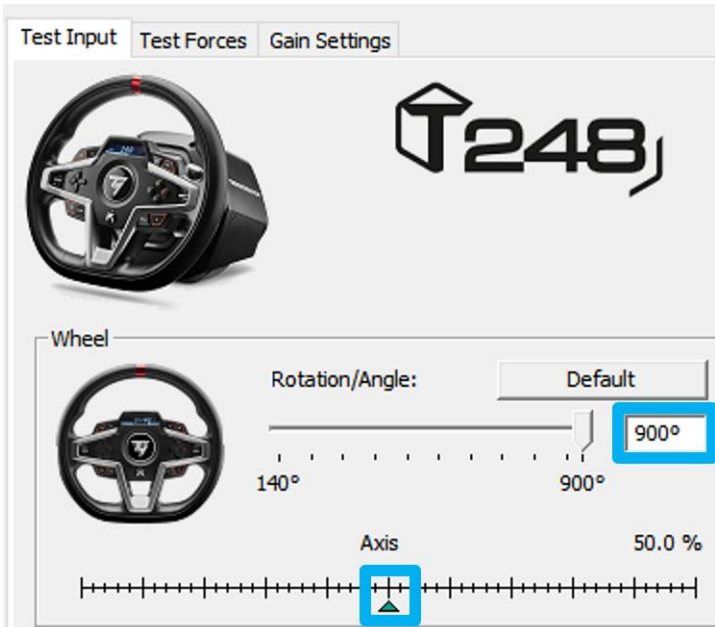 Test Input Test Forces Gain Settings
T248
Wheel
Rotation/Angle: Default
900°
140° 900°
Axis 50.0 %